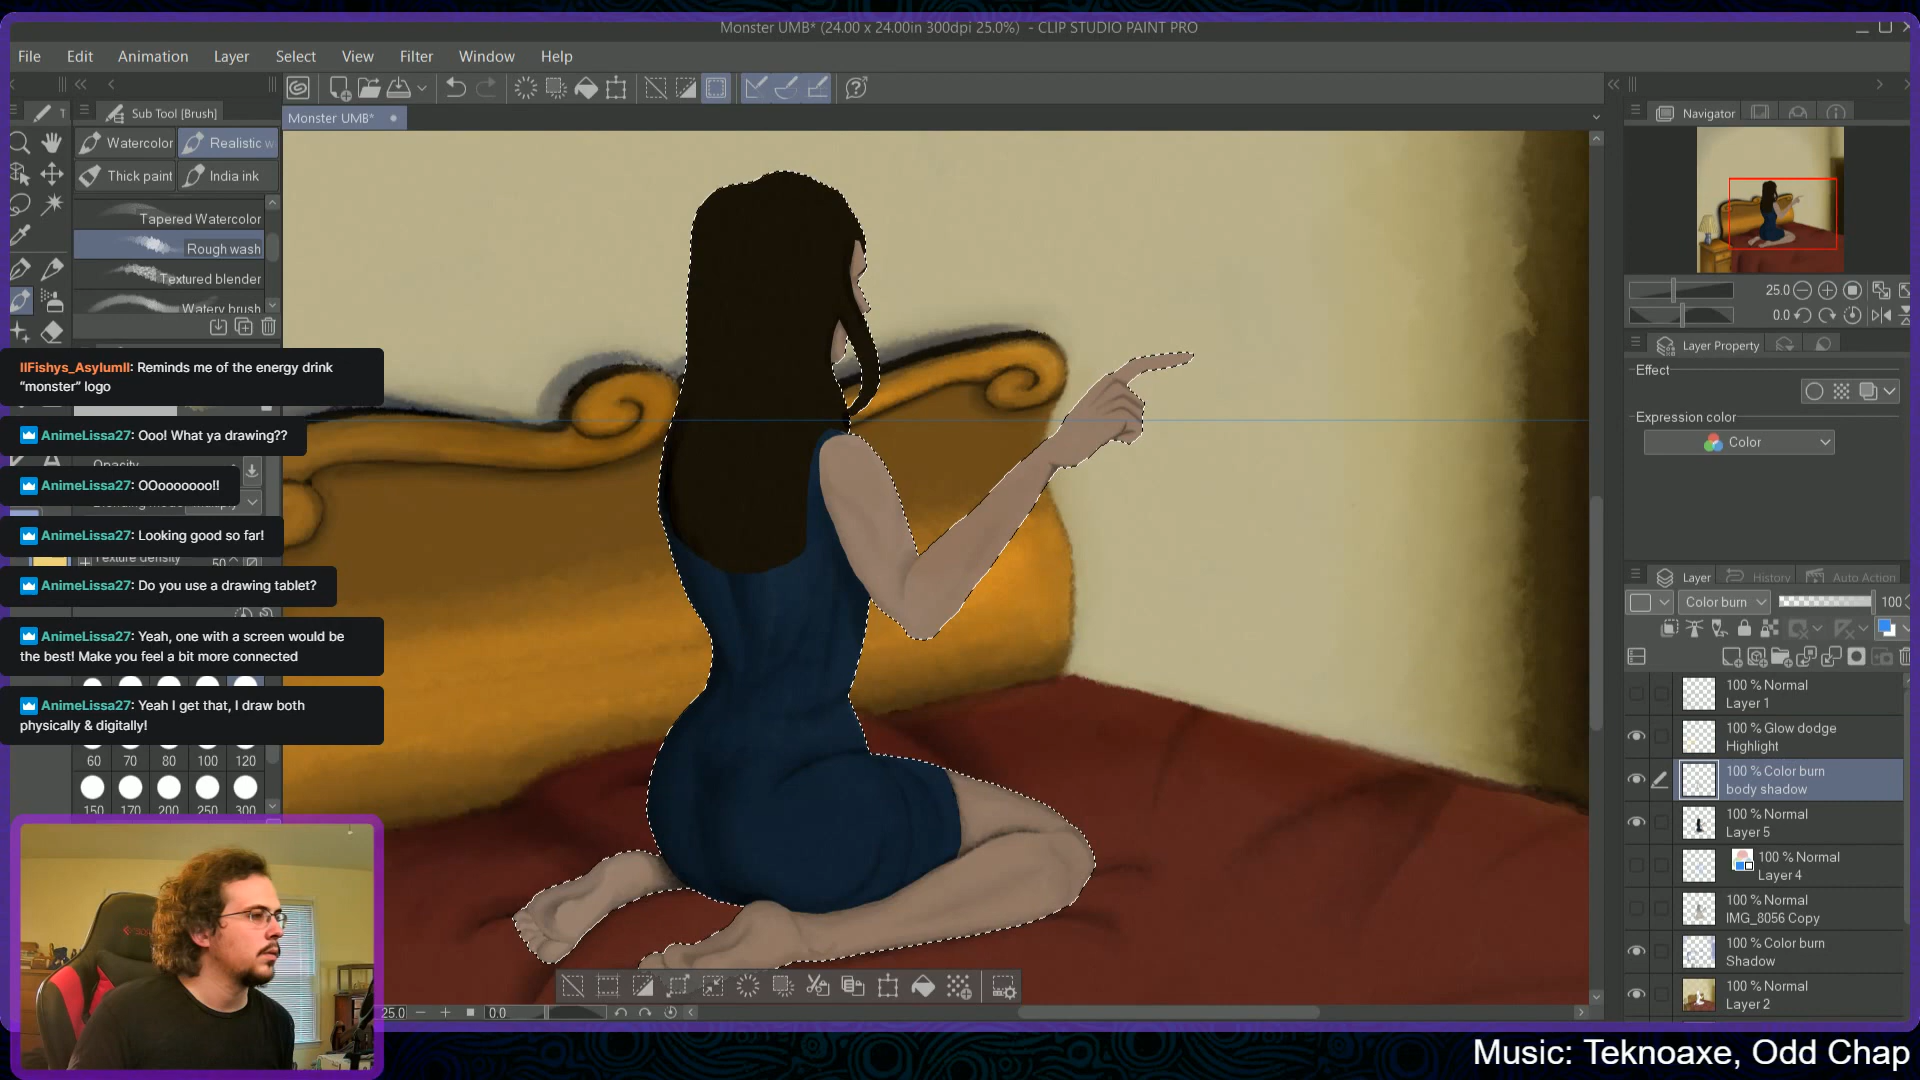 Monster UMB* (24.00 x 24.00in 300dpi 25.0%) - CLIP STUDIO PAINT PRO
File Edit Animation Layer Select View Filter Window Help
Sub Tool [Brush]
Monster UMB*
Navigator
Watercolor
Realistic w
Thick paint
India ink
Tapered Watercolor
Rough wash
Textured blender
Watery brush
25.0
0.0
Layer Property
Effect
Expression color
Color
IIFishys_AsylumII: Reminds me of the energy drink
“monster” logo
AnimeLissa27: Ooo! What ya drawing??
Opacity
AnimeLissa27: OOooooooo!!
AnimeLissa27: Looking good so far!
Texture density
50
AnimeLissa27: Do you use a drawing tablet?
AnimeLissa27: Yeah, one with a screen would be
the best! Make you feel a bit more connected
AnimeLissa27: Yeah I get that, I draw both
physically & digitally!
60 70 80 100 120
150 170 200 250 300
Layer
History
Auto Action
Color burn
100
100 % Normal
Layer 1
100 % Glow dodge
Highlight
100 % Color burn
body shadow
100 % Normal
Layer 5
100 % Normal
Layer 4
100 % Normal
IMG_8056 Copy
100 % Color burn
Shadow
100 % Normal
Layer 2
25.0
0.0
Music: Teknoaxe, Odd Chap